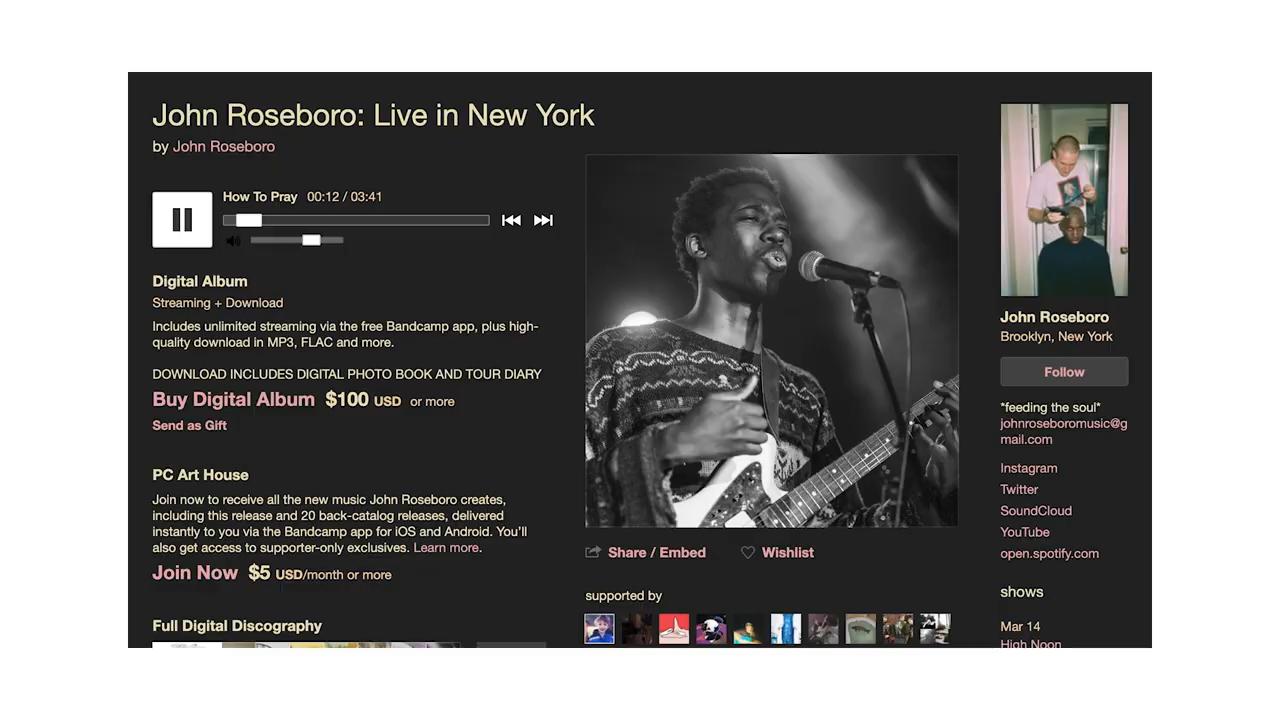 John Roseboro: Live in New York
by John Roseboro
How To Pray 00:12 / 03:41
Digital Album
Streaming + Download
Includes unlimited streaming via the free Bandcamp app, plus high-
quality download in MP3, FLAC and more.
DOWNLOAD INCLUDES DIGITAL PHOTO BOOK AND TOUR DIARY
Buy Digital Album $100 USD or more
Send as Gift
PC Art House
Join now to receive all the new music John Roseboro creates,
including this release and 20 back-catalog releases, delivered
instantly to you via the Bandcamp app for iOS and Android. You'll
also get access to supporter-only exclusives. Learn more.
Join Now $5 USD/month or more
Full Digital Discography
Share / Embed Wishlist
supported by
John Roseboro
Brooklyn, New York
Follow
*feeding the soul*
johnroseboromusic@g
mail.com
Instagram
Twitter
SoundCloud
YouTube
open.spotify.com
shows
Mar 14
High Noon